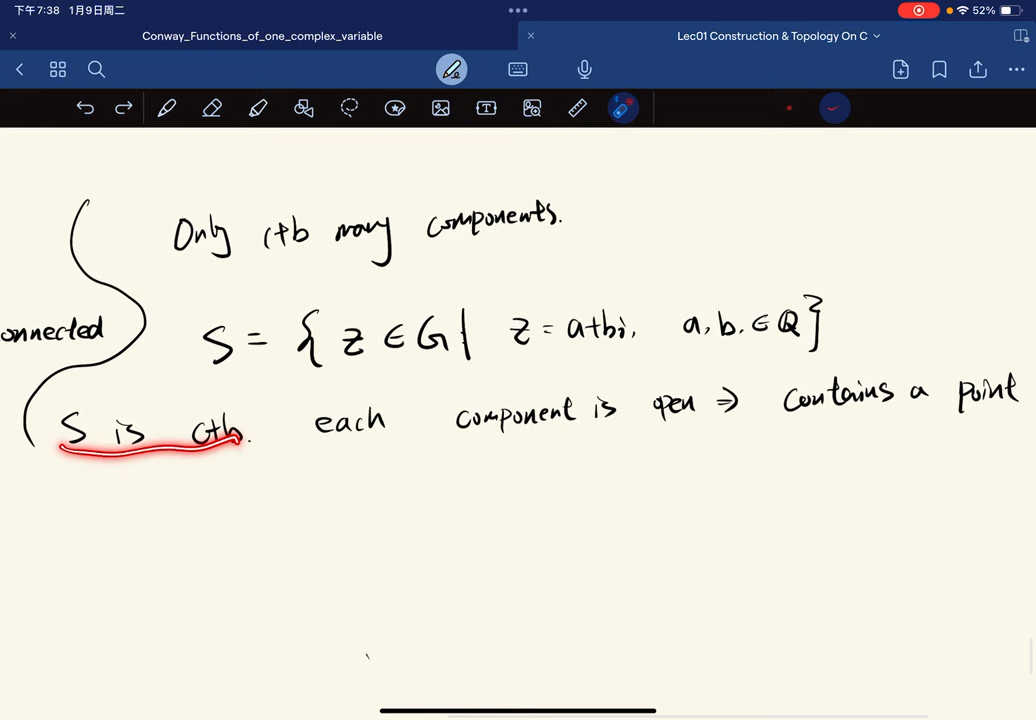 下午7:38 1月9日周二
52%
Conway_Functions_of_one_complex_variable
Lec01 Construction & Topology On C
Only ctb many components.
S = { z ∈ G | z = a+bi, a, b. ∈ Q }
onnected
S is ctb. each component is open ⇒ contains a point